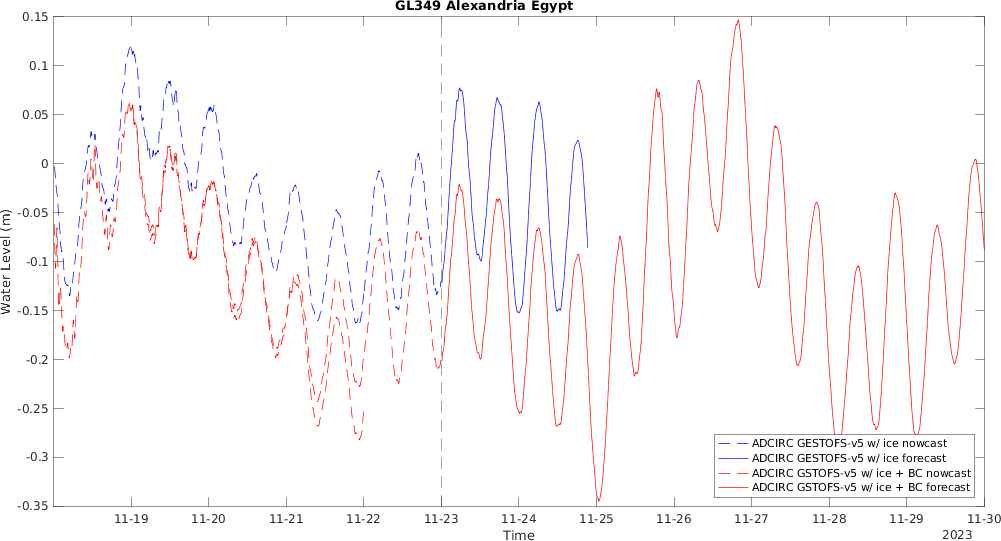 GL349 Alexandria Egypt
Water Level (m)
0.15
0.1
0.05
0
-0.05
-0.1
-0.15
-0.2
-0.25
-0.3
-0.35
ADCIRC GESTOFS-v5 w/ ice nowcast
ADCIRC GESTOFS-v5 w/ ice forecast
ADCIRC GSTOFS-v5 w/ ice + BC nowcast
ADCIRC GSTOFS-v5 w/ ice + BC forecast
11-19 11-20 11-21 11-22 11-23 11-24 11-25 11-26 11-27 11-28 11-29 11-30
Time
2023